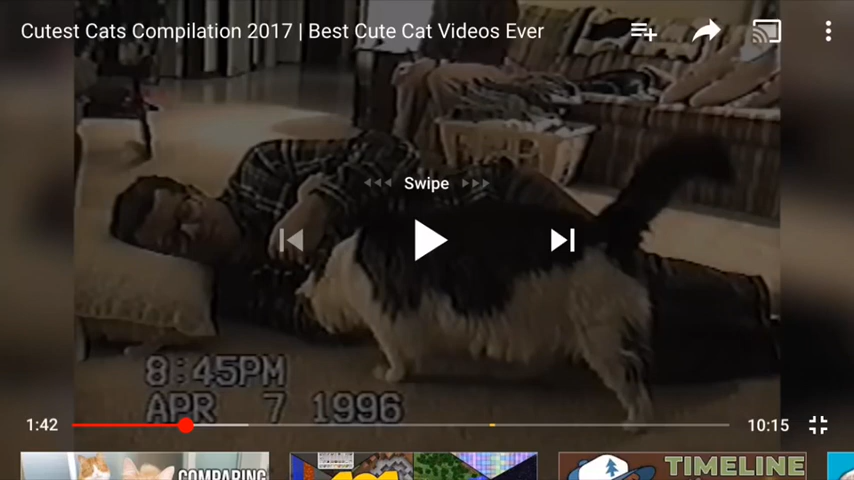 Cutest Cats Compilation 2017 | Best Cute Cat Videos Ever
Swipe
8:45PM
APR 7 1996
1:42
10:15
COMPARING
101
TIMELINE